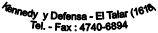 Kennedy y Defensa - El Talar (1618)
Tel. - Fax : 4740-6894